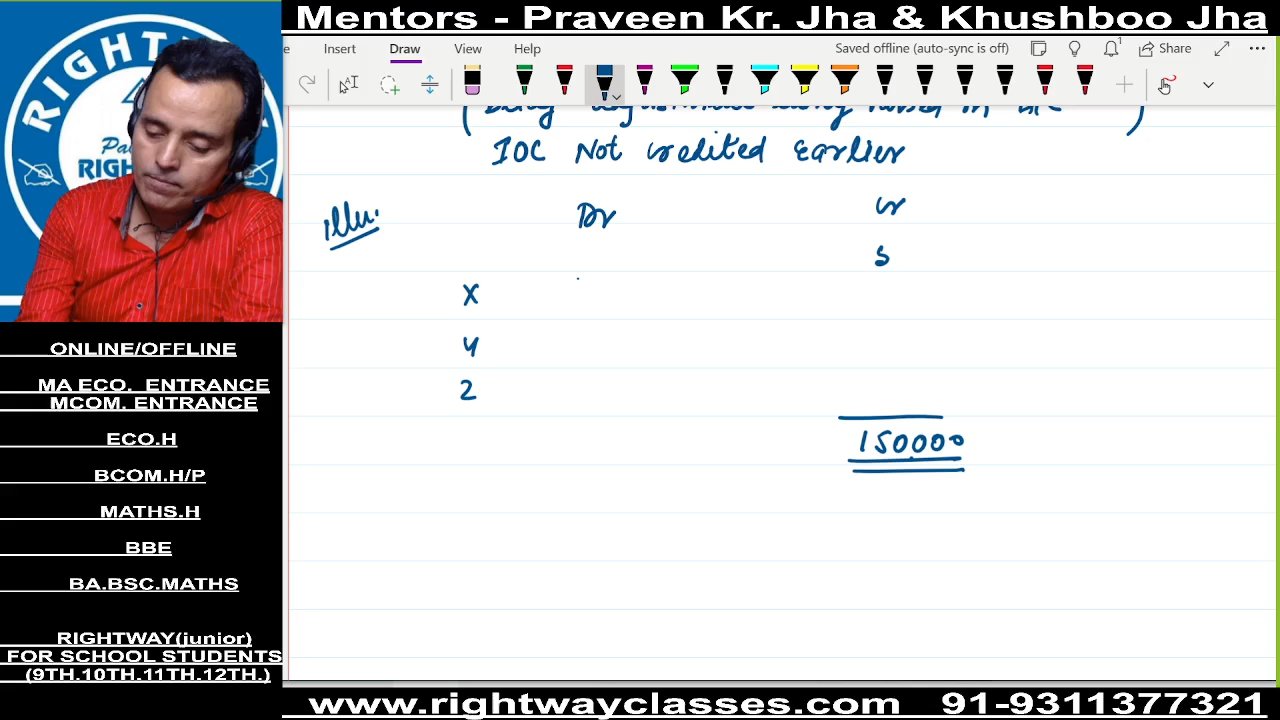 Mentors - Praveen Kr. Jha & Khushboo Jha
Insert Draw View Help
Saved offline (auto-sync is off)
Share
RIGHT
RIGH
IOC Not credited Earlier
Illu.
Dr
Cr
S
X
Y
Z
150000
ONLINE/OFFLINE
MA ECO. ENTRANCE
MCOM. ENTRANCE
ECO.H
BCOM.H/P
MATHS.H
BBE
BA.BSC.MATHS
RIGHTWAY(junior)
FOR SCHOOL STUDENTS
(9TH.10TH.11TH.12TH.)
www.rightwayclasses.com 91-9311377321